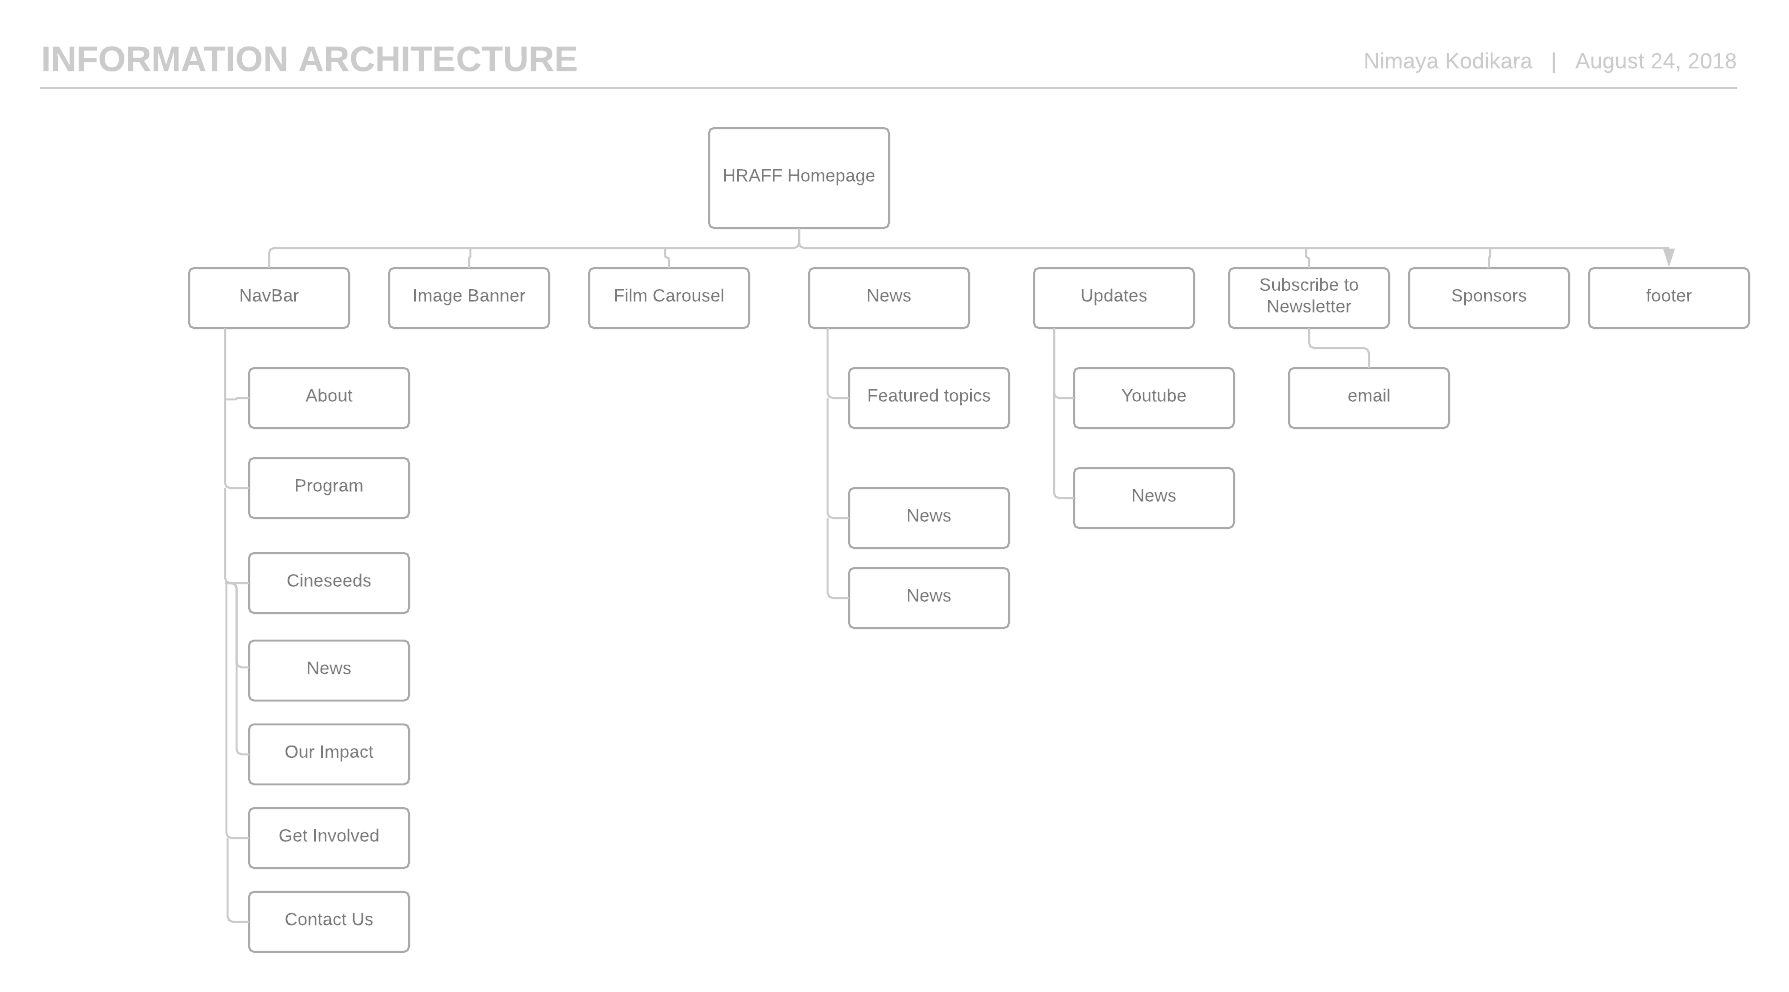 INFORMATION ARCHITECTURE
Nimaya Kodikara | August 24, 2018
HRAFF Homepage
NavBar
Image Banner
Film Carousel
News
Updates
Subscribe to
Newsletter
Sponsors
footer
About
Featured topics
Youtube
email
Program
News
News
Cineseeds
News
News
Our Impact
Get Involved
Contact Us